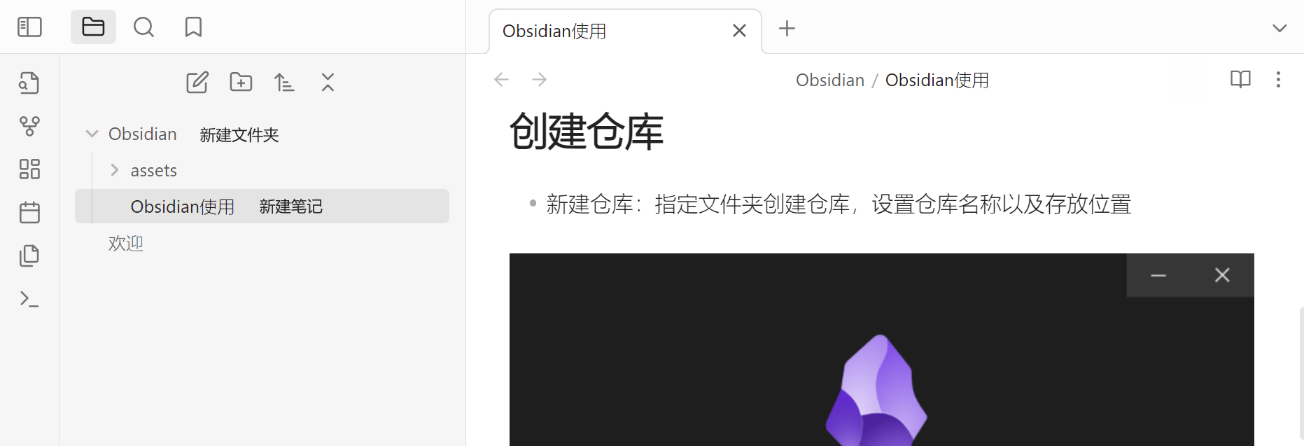 Obsidian使用
Obsidian / Obsidian使用
Obsidian 新建文件夹
assets
Obsidian使用 新建笔记
欢迎
创建仓库
新建仓库：指定文件夹创建仓库，设置仓库名称以及存放位置